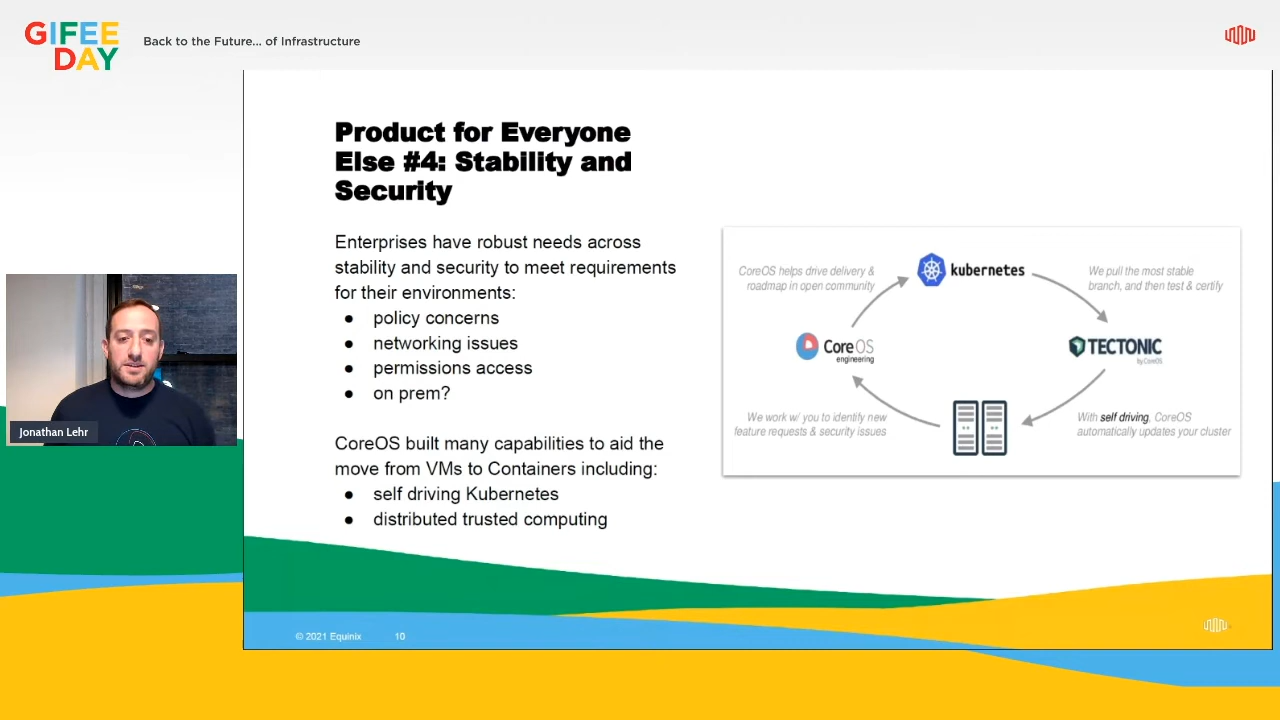 GIFEE
DAY
Back to the Future... of Infrastructure
Product for Everyone
Else #4: Stability and
Security
Enterprises have robust needs across
stability and security to meet requirements
for their environments:
● policy concerns
● networking issues
● permissions access
● on prem?
CoreOS built many capabilities to aid the
move from VMs to Containers including:
● self driving Kubernetes
● distributed trusted computing
CoreOS helps drive delivery &
roadmap in open community
kubernetes
We pull the most stable
branch, and then test & certify
CoreOS
engineering
TECTONIC
by CoreOS
We work w/ you to identify new
feature requests & security issues
With self driving, CoreOS
automatically updates your cluster
Jonathan Lehr
© 2021 Equinix
10